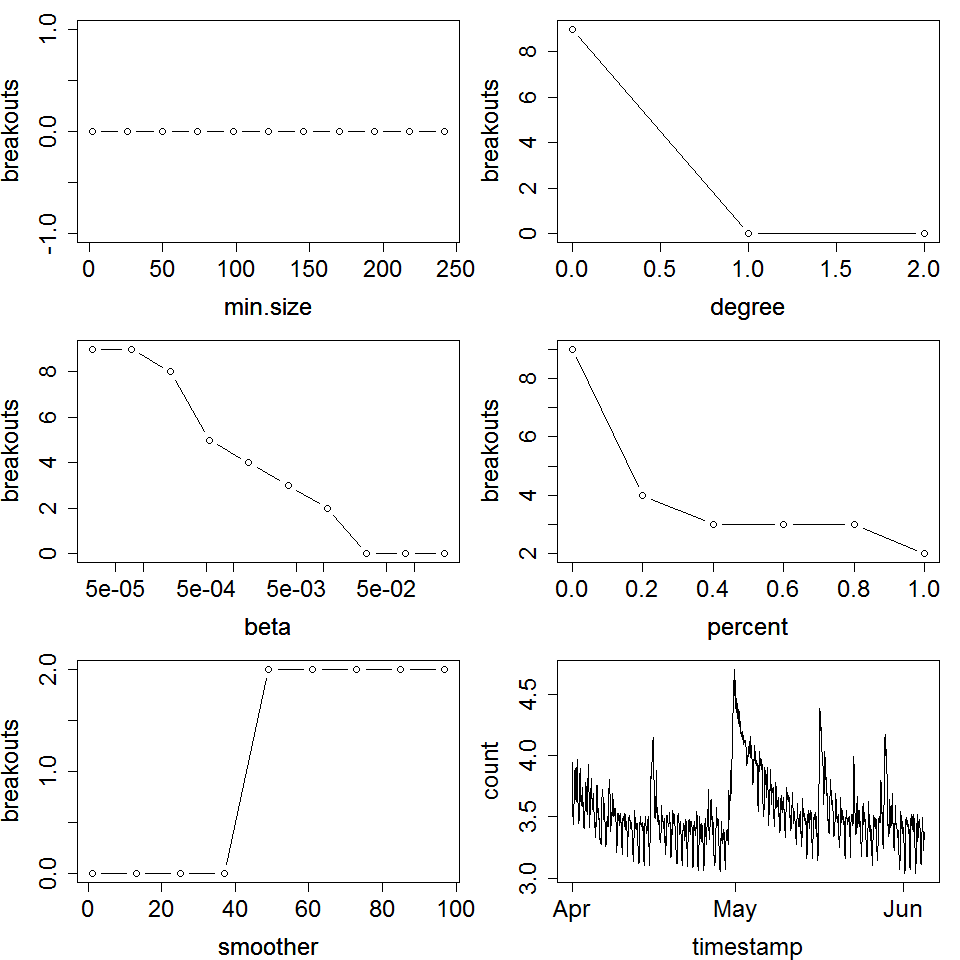 breakouts
1.0
0.0
-1.0
0 50 100 150 200 250
min.size
breakouts
8
6
4
2
0
0.0 0.5 1.0 1.5 2.0
degree
breakouts
8
6
4
2
0
5e-05 5e-04 5e-03 5e-02
beta
breakouts
8
6
4
2
0.0 0.2 0.4 0.6 0.8 1.0
percent
breakouts
2.0
1.0
0.0
0 20 40 60 80 100
smoother
count
4.5
4.0
3.5
3.0
Apr May Jun
timestamp